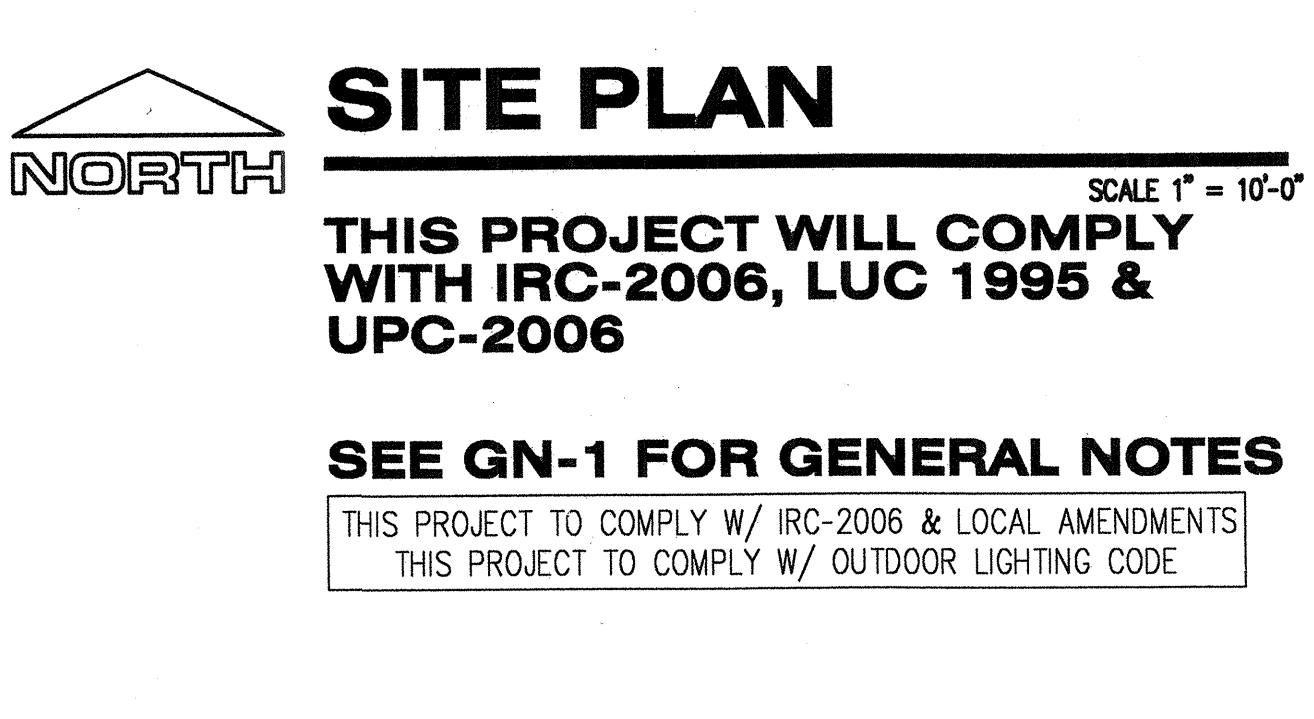 NORTH
SITE PLAN
SCALE 1" = 10'-0"
THIS PROJECT WILL COMPLY
WITH IRC-2006, LUC 1995 &
UPC-2006
SEE GN-1 FOR GENERAL NOTES
THIS PROJECT TO COMPLY W/ IRC-2006 & LOCAL AMENDMENTS
THIS PROJECT TO COMPLY W/ OUTDOOR LIGHTING CODE